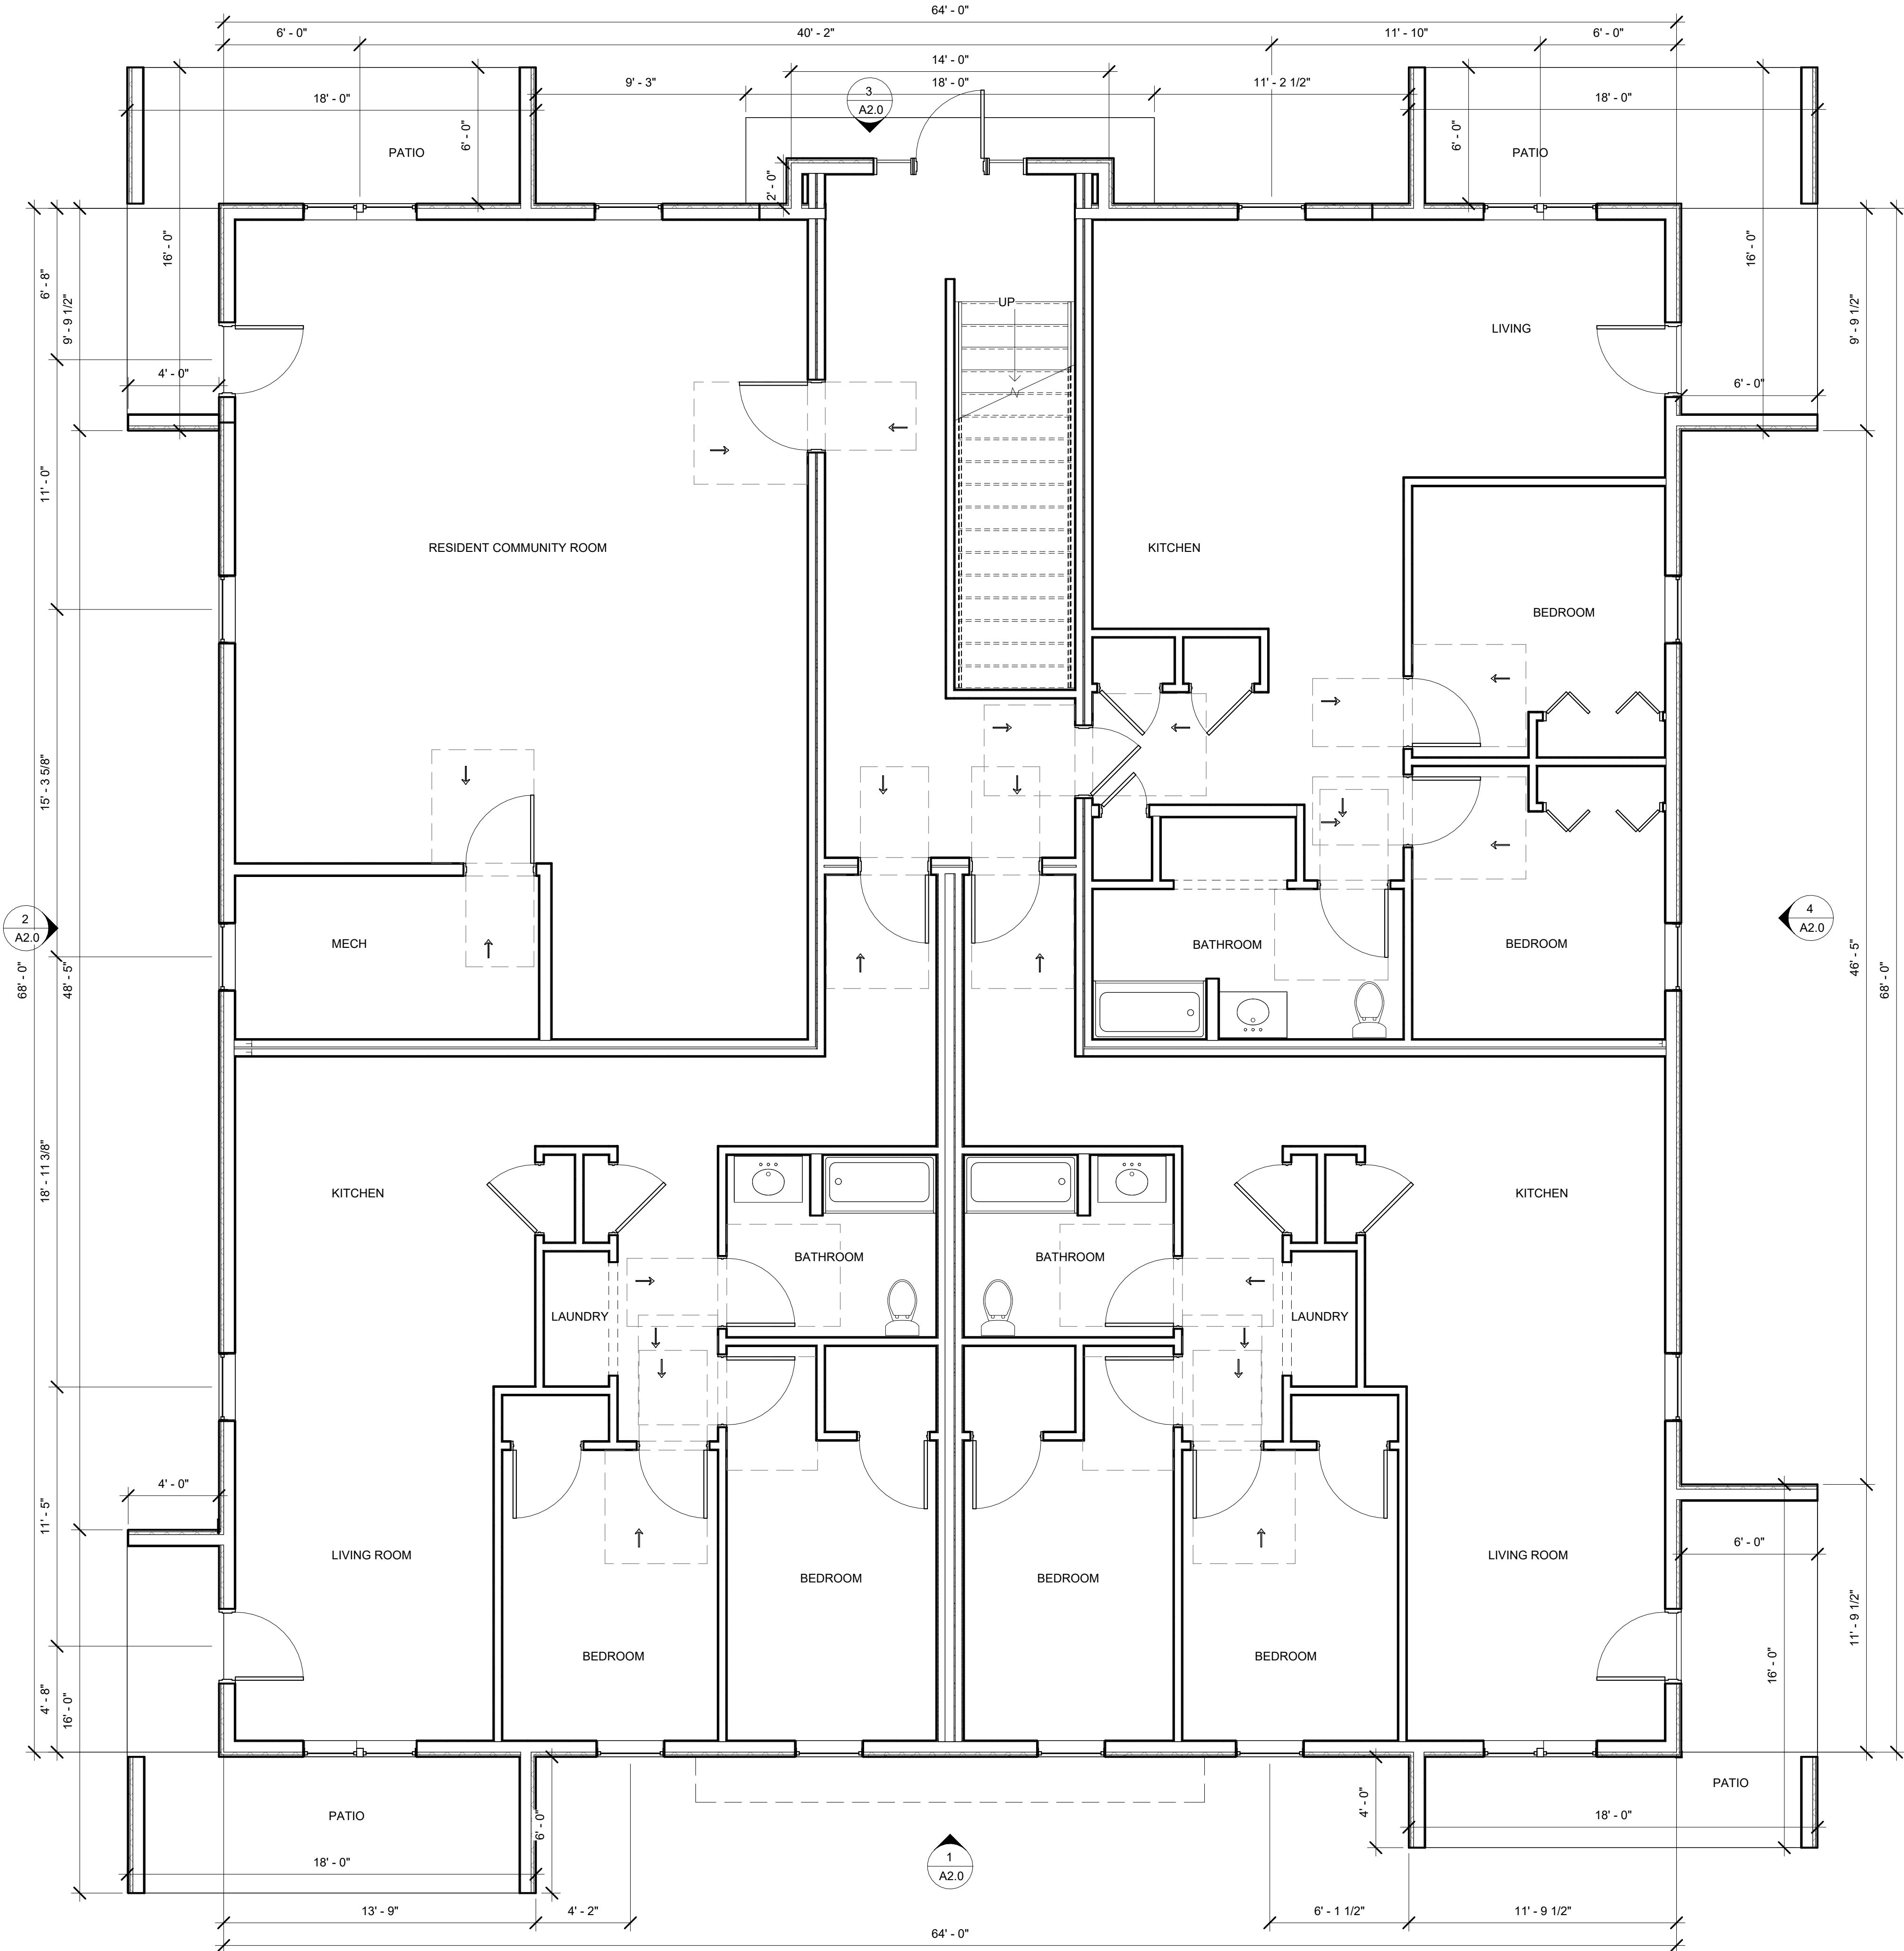 64' - 0"
6' - 0"
40' - 2"
11' - 10"
6' - 0"
14' - 0"
9' - 3"
18' - 0"
11' - 2 1/2"
3
A2.0
18' - 0"
18' - 0"
6' - 0"
6' - 0"
PATIO
PATIO
2' - 0"
16' - 0"
16' - 0"
6' - 8"
9' - 9 1/2"
9' - 9 1/2"
UP
LIVING
4' - 0"
6' - 0"
11' - 0"
RESIDENT COMMUNITY ROOM
KITCHEN
BEDROOM
15' - 3 5/8"
2
A2.0
MECH
BATHROOM
BEDROOM
4
A2.0
68' - 0"
48' - 5"
46' - 5"
68' - 0"
18' - 11 3/8"
KITCHEN
KITCHEN
BATHROOM
BATHROOM
LAUNDRY
LAUNDRY
4' - 0"
11' - 5"
LIVING ROOM
LIVING ROOM
6' - 0"
BEDROOM
BEDROOM
11' - 9 1/2"
BEDROOM
BEDROOM
4' - 8"
16' - 0"
16' - 0"
PATIO
PATIO
4' - 0"
6' - 0"
18' - 0"
18' - 0"
1
A2.0
13' - 9"
4' - 2"
6' - 1 1/2"
11' - 9 1/2"
64' - 0"